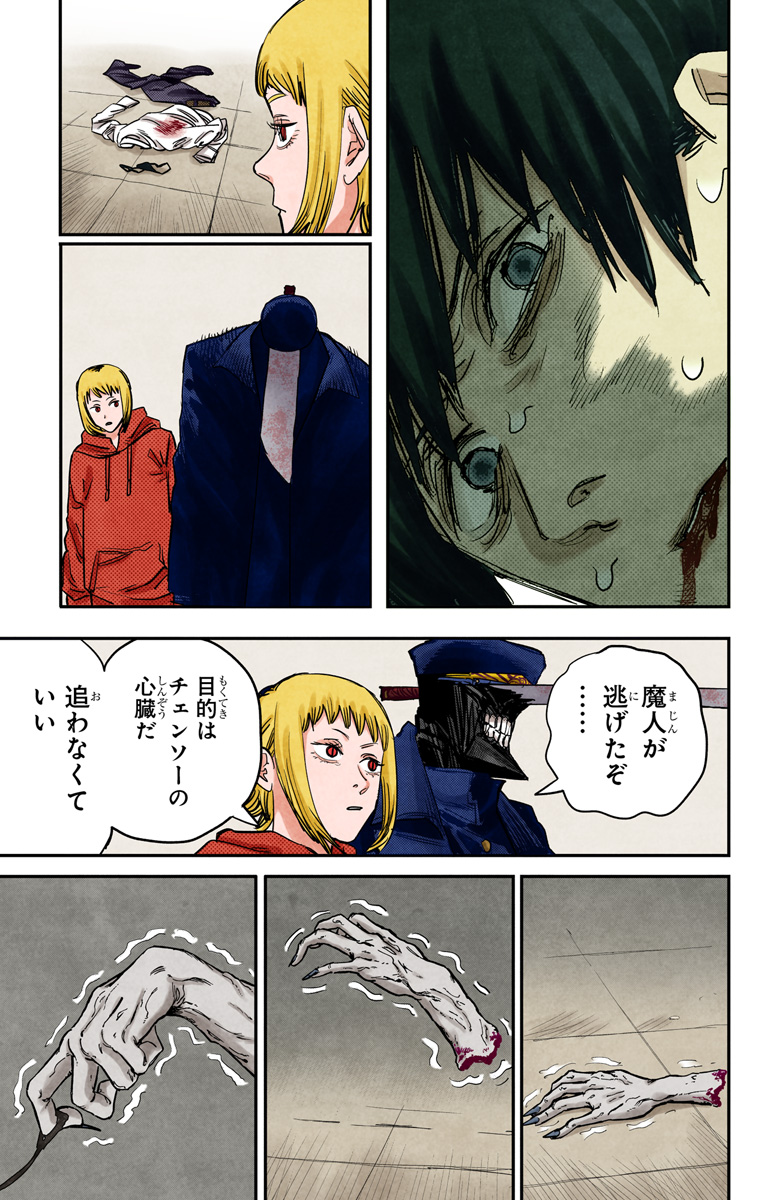 魔人が
逃げたぞ
……
目的は
チェンソーの
心臓だ
追わなくて
いい